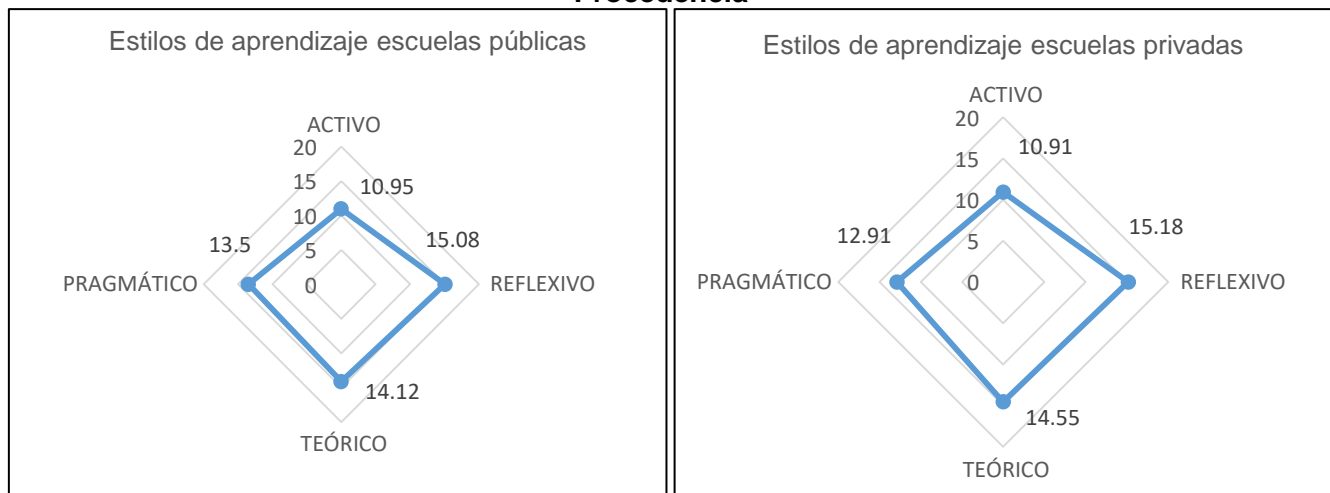 Procedencia
Estilos de aprendizaje escuelas públicas
ACTIVO
20
15
10
5
0
10.95
15.08
13.5
14.12
PRAGMÁTICO
REFLEXIVO
TEÓRICO
Estilos de aprendizaje escuelas privadas
ACTIVO
20
15
10
5
0
10.91
15.18
12.91
14.55
PRAGMÁTICO
REFLEXIVO
TEÓRICO